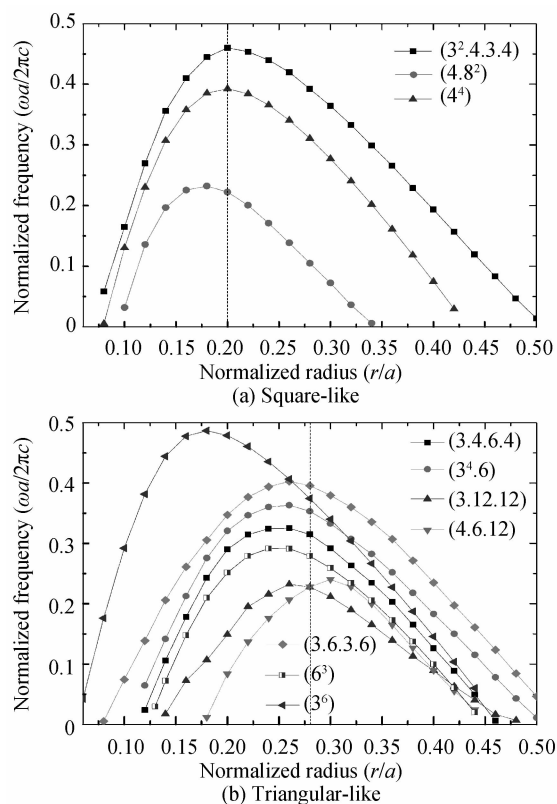 0.5
0.4
0.3
0.2
0.1
0
Normalized frequency (ωa/2πc)
(3².4.3.4)
(4.8²)
(4⁴)
0.10 0.15 0.20 0.25 0.30 0.35 0.40 0.45 0.50
Normalized radius (r/a)
(a) Square-like
0.5
0.4
0.3
0.2
0.1
0
Normalized frequency (ωa/2πc)
(3.4.6.4)
(3⁴.6)
(3.12.12)
(4.6.12)
(3.6.3.6)
(6³)
(3⁶)
0.10 0.15 0.20 0.25 0.30 0.35 0.40 0.45 0.50
Normalized radius (r/a)
(b) Triangular-like